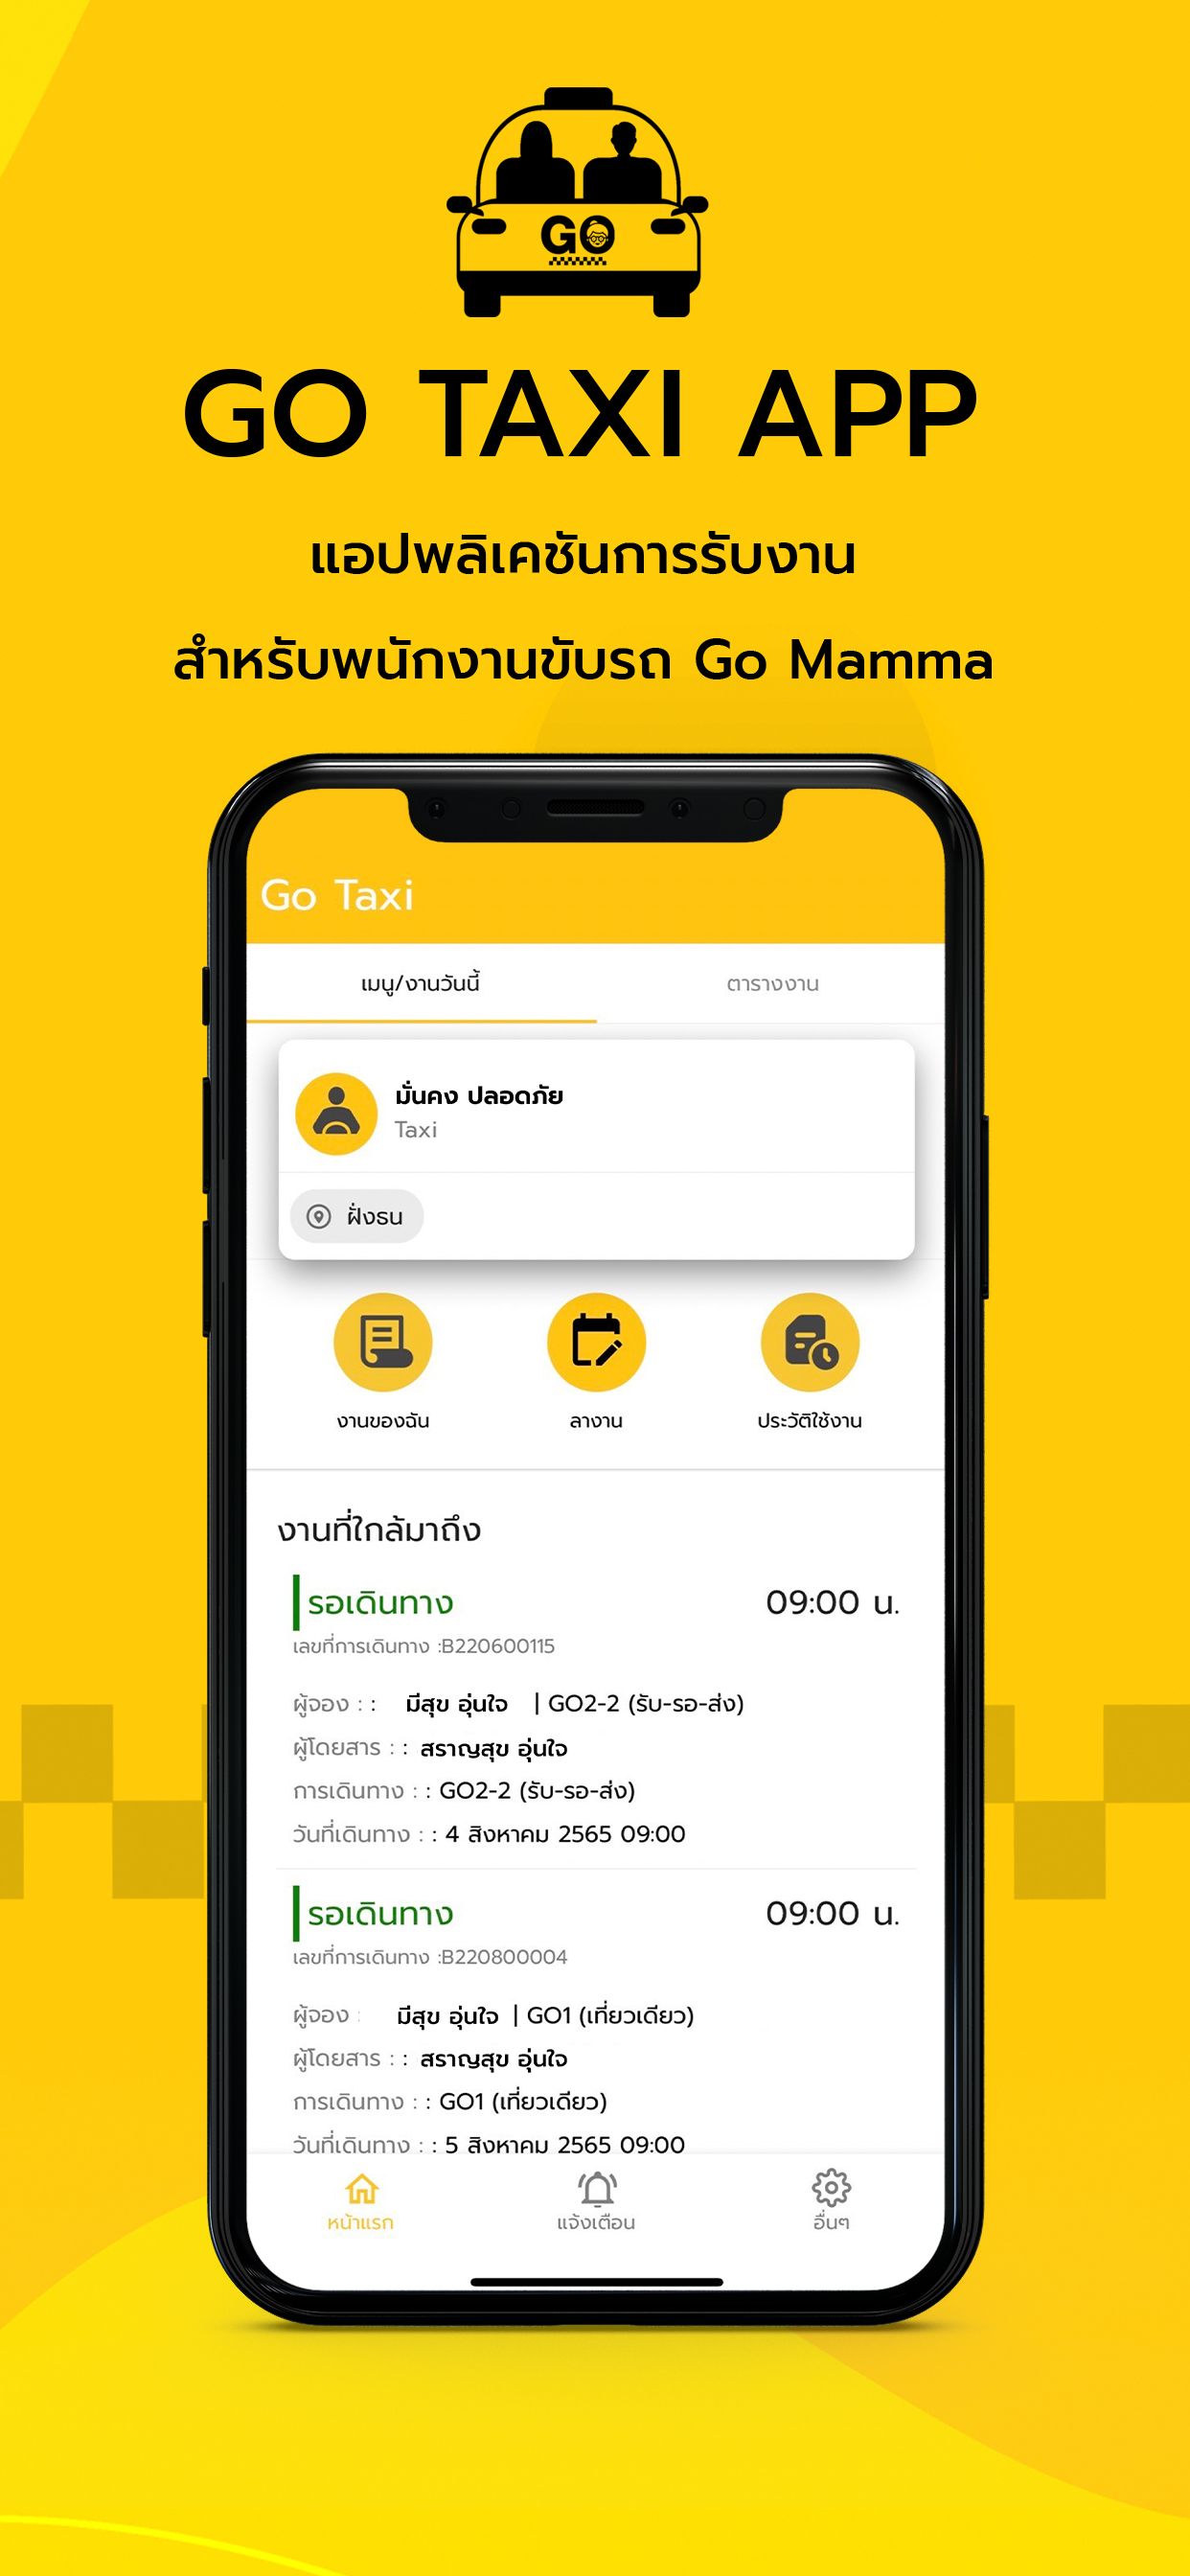 GO
GO TAXI APP
แอปพลิเคชันการรับงาน
สำหรับพนักงานขับรถ Go Mamma
Go Taxi
เมนู/งานวันนี้ ตารางงาน
มั่นคง ปลอดภัย
Taxi
ฝั่งธน
งานของฉัน ลางาน ประวัติใช้งาน
งานที่ใกล้มาถึง
รอเดินทาง 09:00 น.
เลขที่การเดินทาง :B220600115
ผู้จอง : : มีสุข อุ่นใจ | GO2-2 (รับ-รอ-ส่ง)
ผู้โดยสาร : : สราญสุข อุ่นใจ
การเดินทาง : : GO2-2 (รับ-รอ-ส่ง)
วันที่เดินทาง : : 4 สิงหาคม 2565 09:00
รอเดินทาง 09:00 น.
เลขที่การเดินทาง :B220800004
ผู้จอง : มีสุข อุ่นใจ | GO1 (เที่ยวเดียว)
ผู้โดยสาร : : สราญสุข อุ่นใจ
การเดินทาง : : GO1 (เที่ยวเดียว)
วันที่เดินทาง : : 5 สิงหาคม 2565 09:00
หน้าแรก แจ้งเตือน อื่นๆ